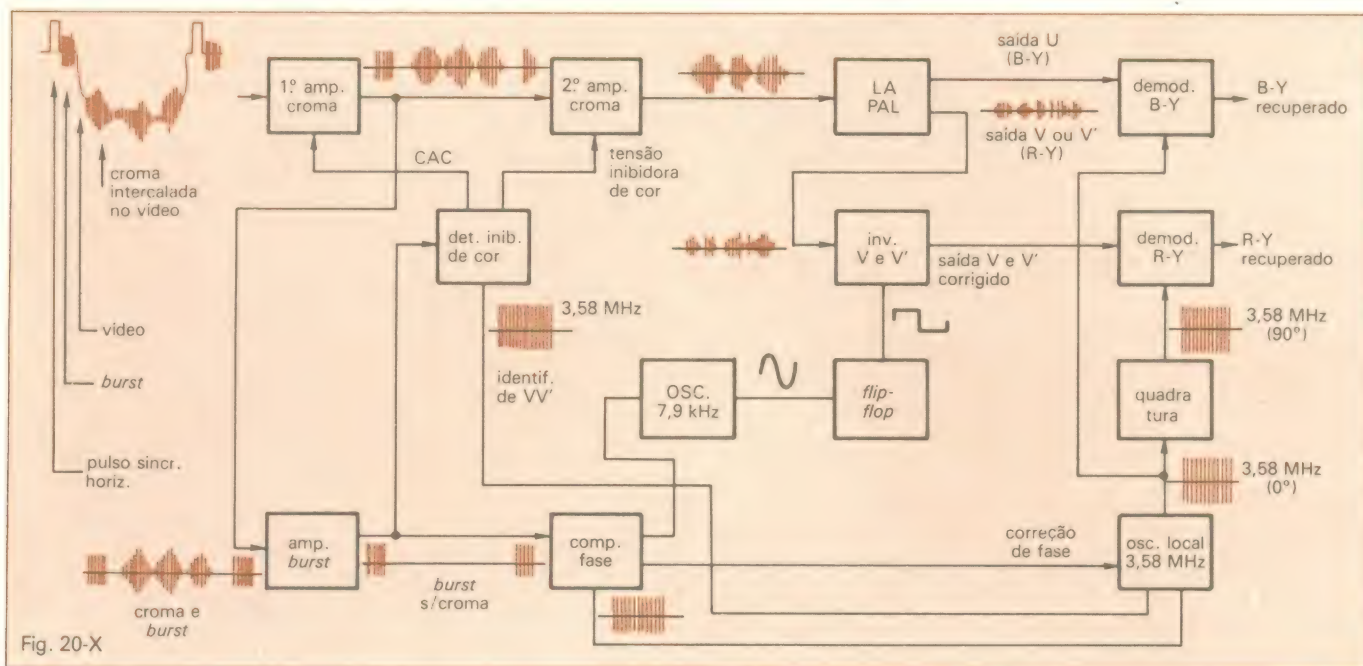 1º amp.
croma
2º amp.
croma
LA
PAL
saída U
(B-Y)
saída V ou V'
(R-Y)
demod.
B-Y
B-Y
recuperado
croma
intercalada
no vídeo
CAC
tensão
inibidora
de cor
det. inib.
de cor
inv.
V e V'
saída V e V'
corrigido
demod.
R-Y
R-Y
recuperado
vídeo
burst
pulso sincr.
horiz.
3,58 MHz
identif.
de VV'
OSC.
7,9 kHz
flip-
flop
3,58 MHz
(90°)
quadra
tura
3,58 MHz
(0°)
amp.
burst
croma e
burst
burst
s/croma
comp.
fase
correção
de fase
osc. local
3,58 MHz
Fig. 20-X